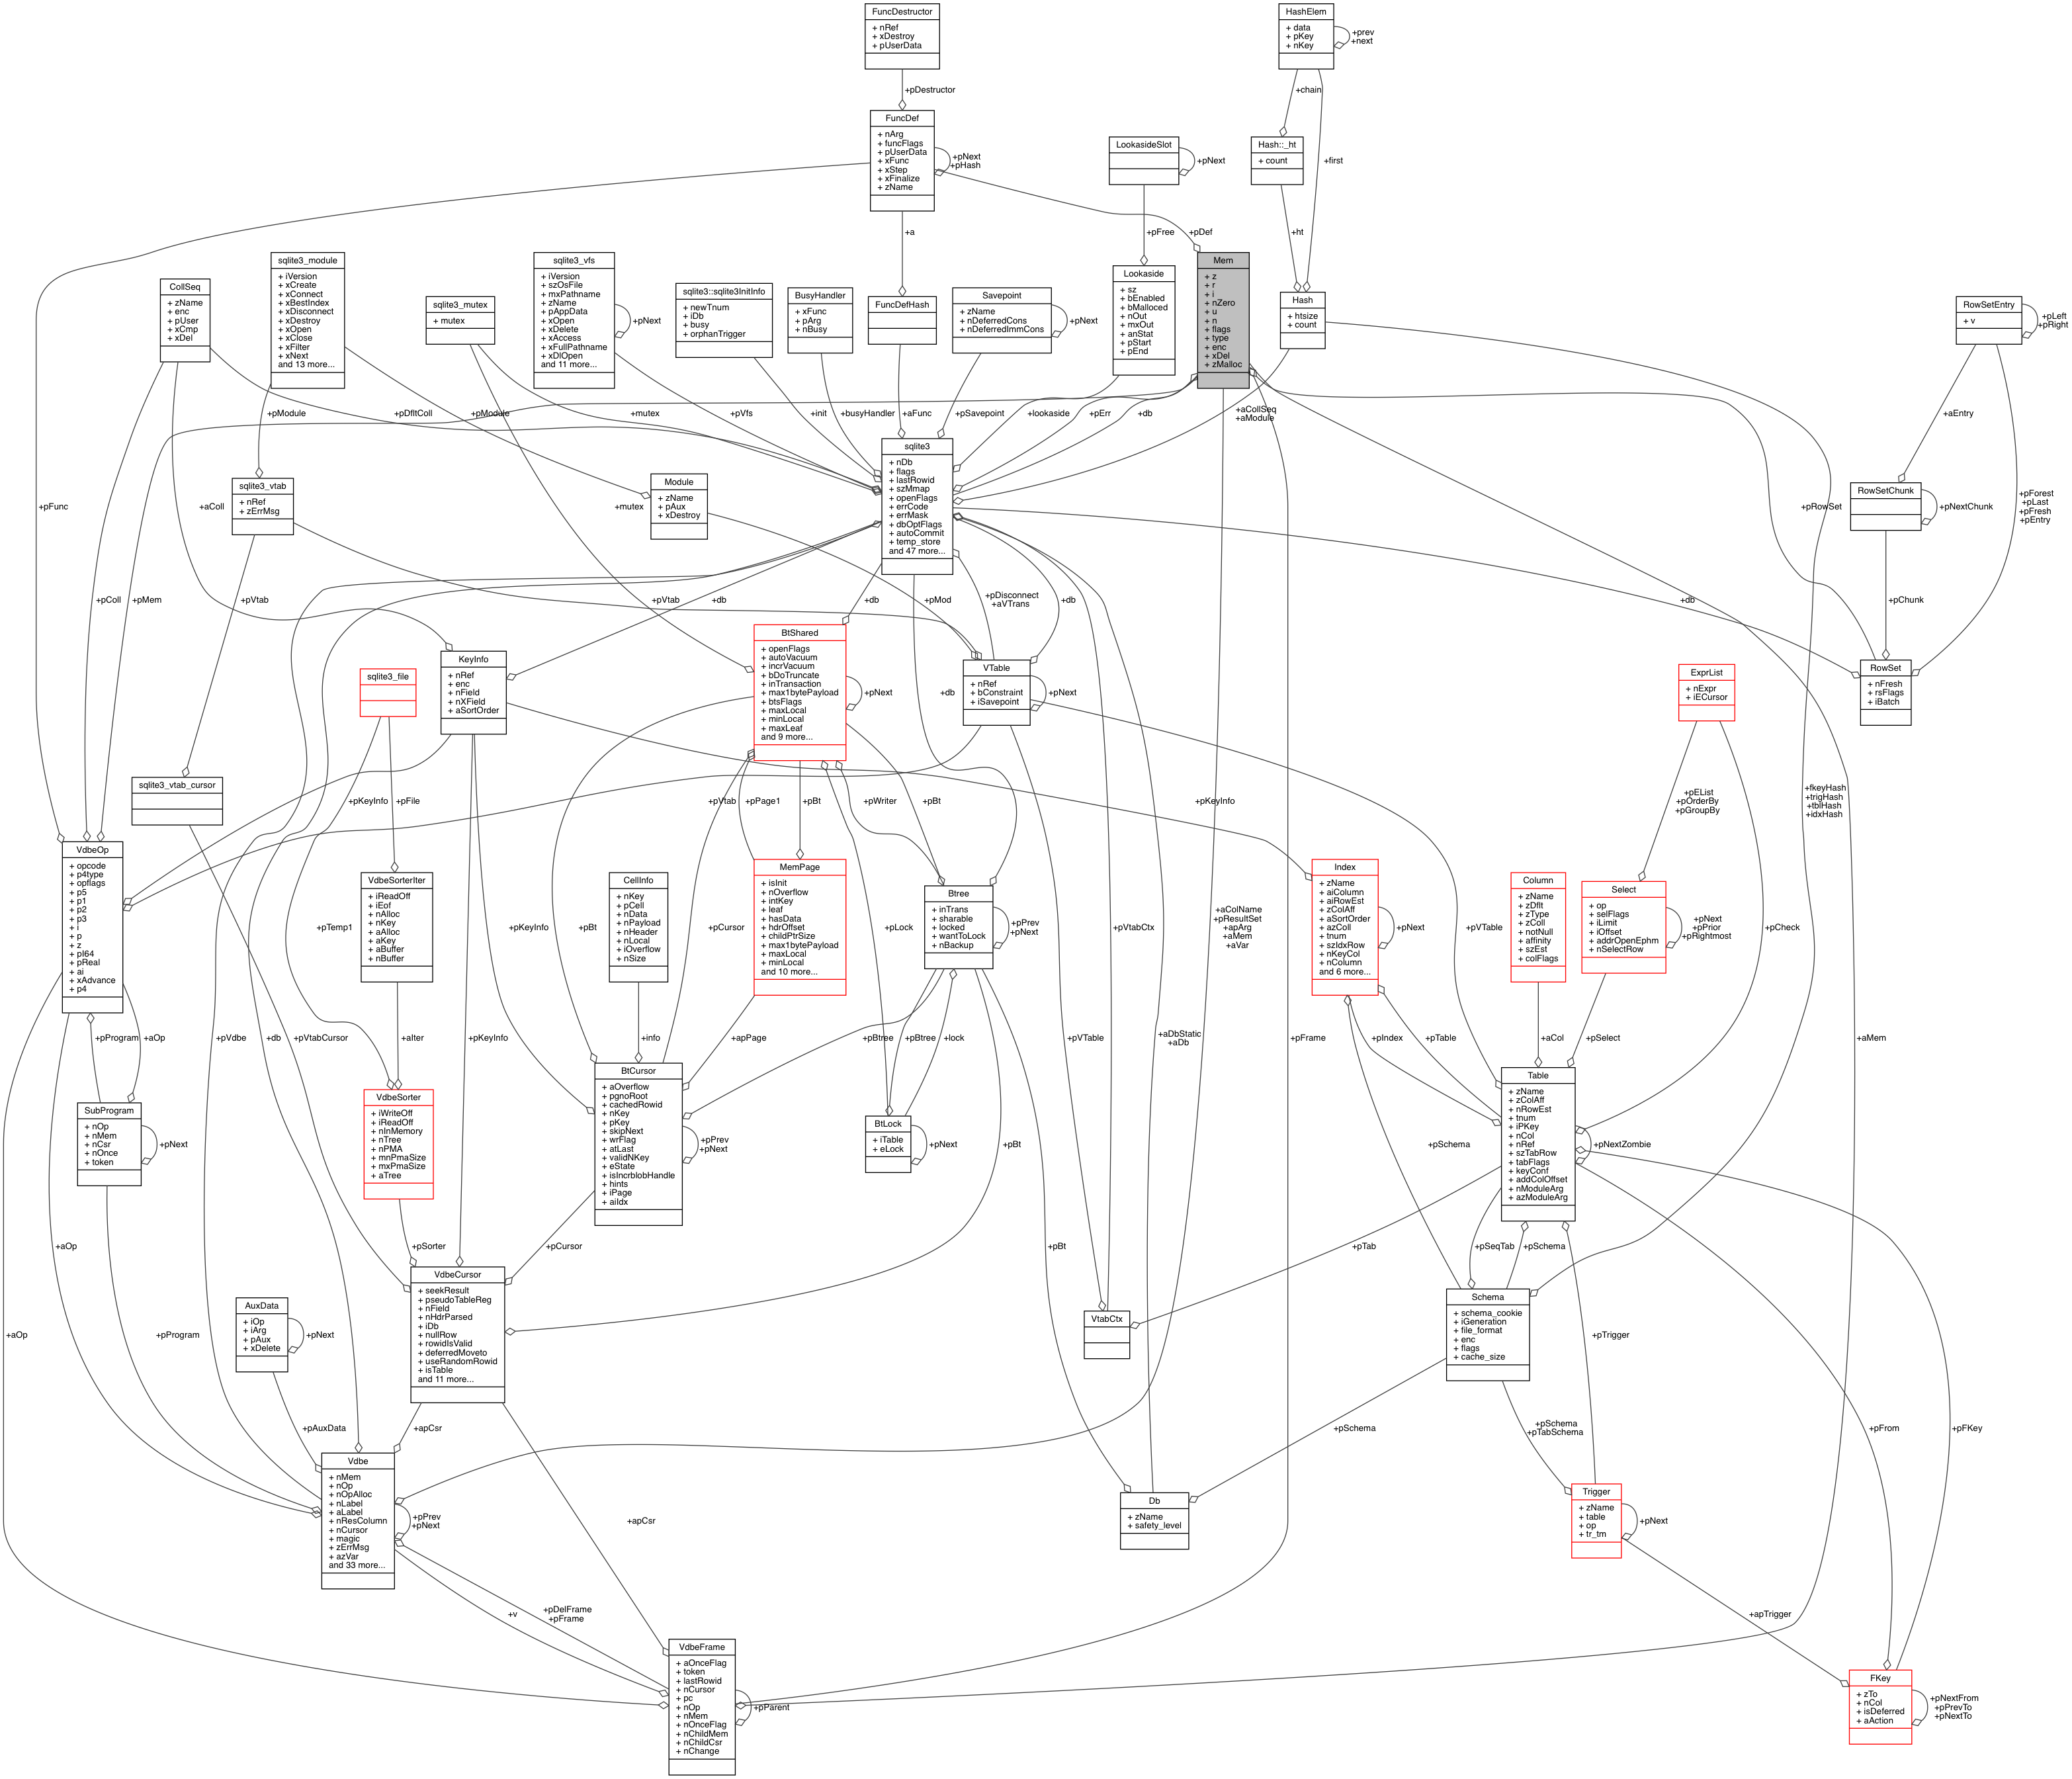 FuncDestructor
+ nRef
+ xDestroy
+ pUserData
HashElem
+ data
+ pKey
+ nKey
+prev
+next
+pDestructor
+chain
FuncDef
+ nArg
+ funcFlags
+ pUserData
+ xFunc
+ xStep
+ xFinalize
+ zName
+pNext
+pHash
LookasideSlot
+pNext
Hash::_ht
+ count
+first
+a
+pFree
+pDef
+ht
sqlite3_module
+ iVersion
+ xCreate
+ xConnect
+ xBestIndex
+ xDisconnect
+ xDestroy
+ xOpen
+ xClose
+ xFilter
+ xNext
and 13 more...
sqlite3_vfs
+ iVersion
+ szOsFile
+ mxPathname
+ zName
+ pAppData
+ xOpen
+ xDelete
+ xAccess
+ xFullPathname
+ xDlOpen
and 11 more...
+pNext
CollSeq
+ zName
+ enc
+ pUser
+ xCmp
+ xDel
sqlite3_mutex
+ mutex
sqlite3::sqlite3InitInfo
+ newTnum
+ iDb
+ busy
+ orphanTrigger
BusyHandler
+ xFunc
+ pArg
+ nBusy
FuncDefHash
Savepoint
+ zName
+ nDeferredCons
+ nDeferredImmCons
+pNext
Lookaside
+ sz
+ bEnabled
+ bMalloced
+ nOut
+ mxOut
+ anStat
+ pStart
+ pEnd
Mem
+ z
+ r
+ i
+ nZero
+ u
+ n
+ flags
+ type
+ enc
+ xDel
+ zMalloc
Hash
+ htsize
+ count
RowSetEntry
+ v
+pLeft
+pRight
+pModule
+pDfltColl
+pModule
+mutex
+pVfs
+init
+busyHandler
+aFunc
+pSavepoint
+lookaside
+pErr
+db
+aCollSeq
+aModule
+aEntry
sqlite3
+ nDb
+ flags
+ lastRowid
+ szMmap
+ openFlags
+ errCode
+ errMask
+ dbOptFlags
+ autoCommit
+ temp_store
and 47 more...
sqlite3_vtab
+ nRef
+ zErrMsg
Module
+ zName
+ pAux
+ xDestroy
RowSetChunk
+pNextChunk
+pFunc
+aColl
+mutex
+pRowSet
+pForest
+pLast
+pFresh
+pEntry
+pColl
+pMem
+pVtab
+db
+pVtab
+db
+pMod
+pDisconnect
+aVTrans
+db
+db
+pChunk
BtShared
+ openFlags
+ autoVacuum
+ incrVacuum
+ bDoTruncate
+ inTransaction
+ max1bytePayload
+ btsFlags
+ maxLocal
+ minLocal
+ maxLeaf
and 9 more...
+pNext
KeyInfo
+ nRef
+ enc
+ nField
+ nXField
+ aSortOrder
sqlite3_file
+db
VTable
+ nRef
+ bConstraint
+ iSavepoint
+pNext
ExprList
+ nExpr
+ iECursor
RowSet
+ nFresh
+ rsFlags
+ iBatch
sqlite3_vtab_cursor
+pKeyInfo
+pFile
+pVtab
+pPage1
+pBt
+pWriter
+pBt
+pKeyInfo
+pEList
+pOrderBy
+pGroupBy
+fkeyHash
+trigHash
+tblHash
+idxHash
VdbeOp
+ opcode
+ p4type
+ opflags
+ p5
+ p1
+ p2
+ p3
+ i
+ p
+ z
+ pI64
+ pReal
+ ai
+ xAdvance
+ p4
VdbeSorterIter
+ iReadOff
+ iEof
+ nAlloc
+ nKey
+ aAlloc
+ aKey
+ aBuffer
+ nBuffer
CellInfo
+ nKey
+ pCell
+ nData
+ nPayload
+ nHeader
+ nLocal
+ iOverflow
+ nSize
MemPage
+ isInit
+ nOverflow
+ intKey
+ leaf
+ hasData
+ hdrOffset
+ childPtrSize
+ max1bytePayload
+ maxLocal
+ minLocal
and 10 more...
Btree
+ inTrans
+ sharable
+ locked
+ wantToLock
+ nBackup
+pPrev
+pNext
Index
+ zName
+ aiColumn
+ aiRowEst
+ zColAff
+ aSortOrder
+ azColl
+ tnum
+ szIdxRow
+ nKeyCol
+ nColumn
and 6 more...
+pNext
Column
+ zName
+ zDflt
+ zType
+ zColl
+ notNull
+ affinity
+ szEst
+ colFlags
Select
+ op
+ selFlags
+ iLimit
+ iOffset
+ addrOpenEphm
+ nSelectRow
+pNext
+pPrior
+pRightmost
+pTemp1
+pKeyInfo
+pBt
+pCursor
+pLock
+pVtabCtx
+aColName
+pResultSet
+apArg
+aMem
+aVar
+pVTable
+pCheck
+pProgram
+aOp
+pVdbe
+db
+pVtabCursor
+aIter
+pKeyInfo
+info
+apPage
+pBtree
+pBtree
+lock
+pVTable
+aDbStatic
+aDb
+pFrame
+pIndex
+pTable
+aCol
+pSelect
+aMem
SubProgram
+ nOp
+ nMem
+ nCsr
+ nOnce
+ token
+pNext
VdbeSorter
+ iWriteOff
+ iReadOff
+ nInMemory
+ nTree
+ nPMA
+ mnPmaSize
+ mxPmaSize
+ aTree
BtCursor
+ aOverflow
+ pgnoRoot
+ cachedRowid
+ nKey
+ pKey
+ skipNext
+ wrFlag
+ atLast
+ validNKey
+ eState
+ isIncrblobHandle
+ hints
+ iPage
+ aiIdx
+pPrev
+pNext
BtLock
+ iTable
+ eLock
+pNext
+pBt
+pSchema
Table
+ zName
+ zColAff
+ nRowEst
+ tnum
+ iPKey
+ nCol
+ nRef
+ szTabRow
+ tabFlags
+ keyConf
+ addColOffset
+ nModuleArg
+ azModuleArg
+pNextZombie
+aOp
+pSorter
+pCursor
+pBt
+pTab
+pSeqTab
+pSchema
VdbeCursor
+ seekResult
+ pseudoTableReg
+ nField
+ nHdrParsed
+ iDb
+ nullRow
+ rowidIsValid
+ deferredMoveto
+ useRandomRowid
+ isTable
and 11 more...
AuxData
+ iOp
+ iArg
+ pAux
+ xDelete
+pNext
+aOp
+pProgram
VtabCtx
Schema
+ schema_cookie
+ iGeneration
+ file_format
+ enc
+ flags
+ cache_size
+pTrigger
+pAuxData
+apCsr
+pSchema
+pSchema
+pTabSchema
+pFrom
+pFKey
Vdbe
+ nMem
+ nOp
+ nOpAlloc
+ nLabel
+ aLabel
+ nResColumn
+ nCursor
+ magic
+ zErrMsg
+ azVar
and 33 more...
+pPrev
+pNext
+apCsr
Db
+ zName
+ safety_level
Trigger
+ zName
+ table
+ op
+ tr_tm
+pNext
+v
+pDelFrame
+pFrame
+apTrigger
VdbeFrame
+ aOnceFlag
+ token
+ lastRowid
+ nCursor
+ pc
+ nOp
+ nMem
+ nOnceFlag
+ nChildMem
+ nChildCsr
+ nChange
+pParent
FKey
+ zTo
+ nCol
+ isDeferred
+ aAction
+pNextFrom
+pPrevTo
+pNextTo